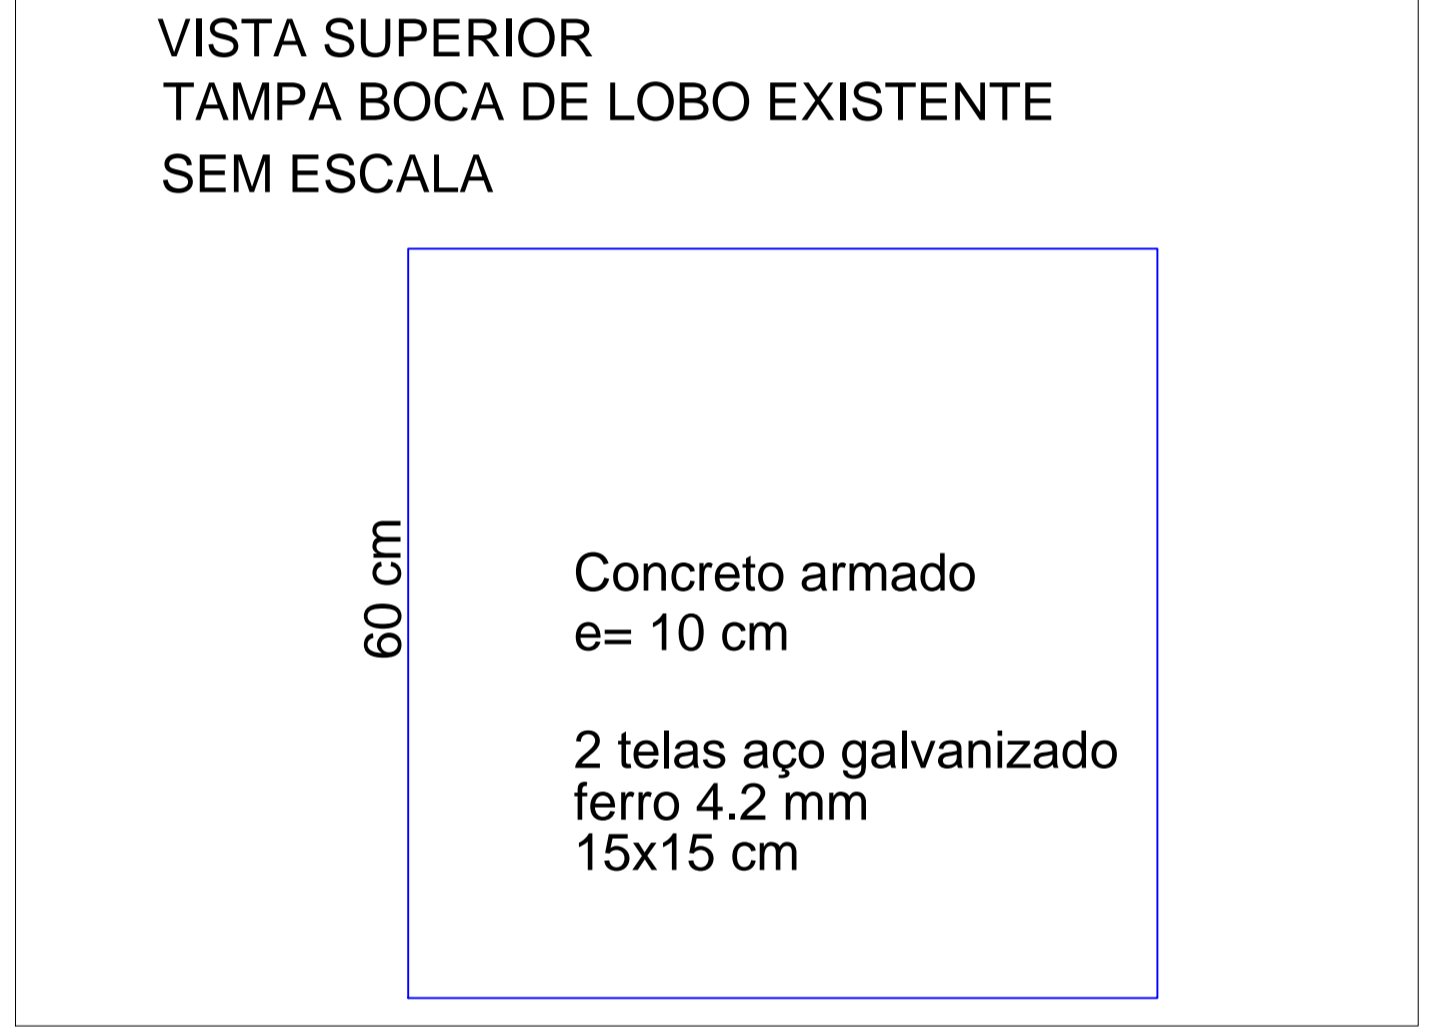 VISTA SUPERIOR
TAMPA BOCA DE LOBO EXISTENTE
SEM ESCALA
60 cm
Concreto armado
e= 10 cm
2 telas aço galvanizado
ferro 4.2 mm
15x15 cm